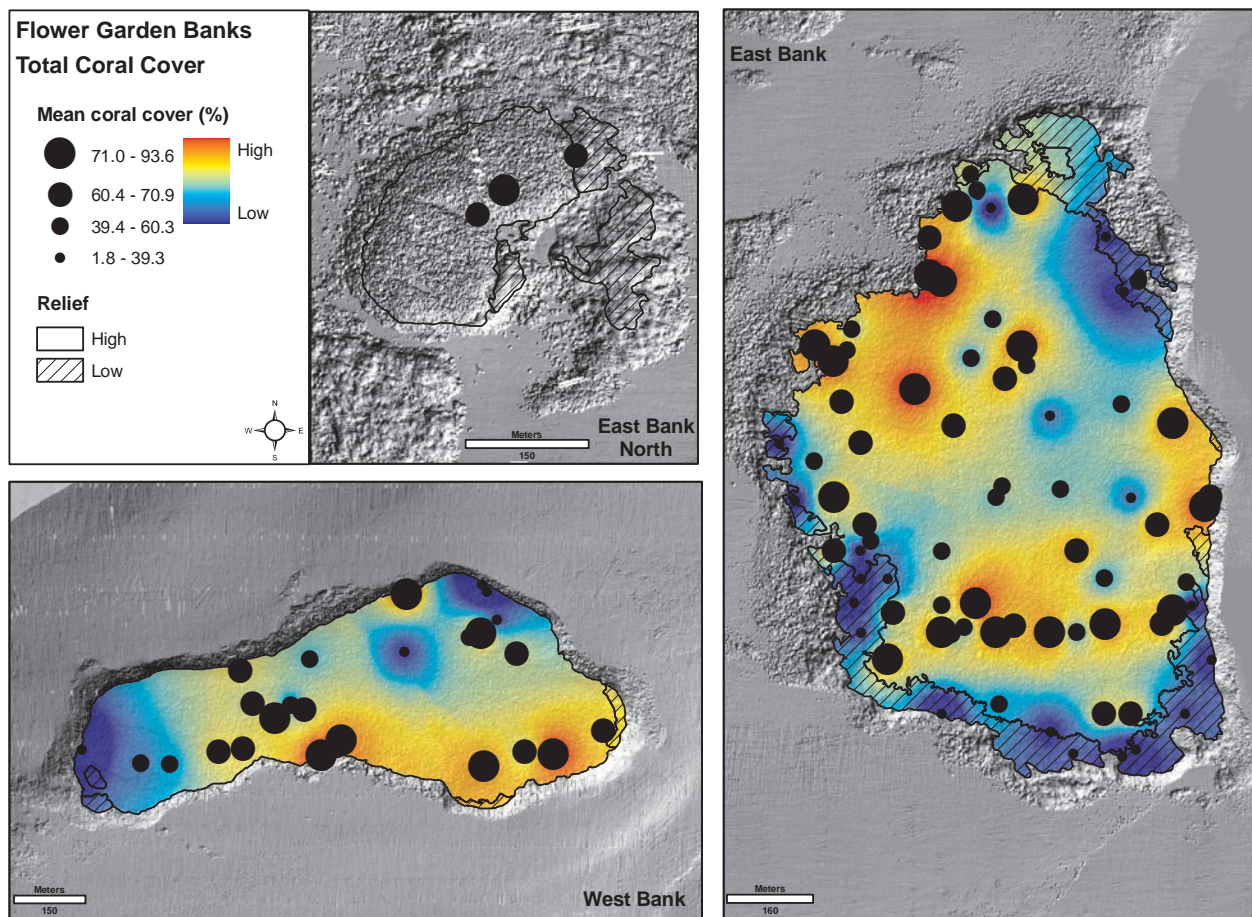 Flower Garden Banks
Total Coral Cover
Mean coral cover (%)
71.0 - 93.6
60.4 - 70.9
39.4 - 60.3
1.8 - 39.3
High
Low
Relief
High
Low
N
W E
S
Meters
150
East Bank
North
East Bank
Meters
160
Meters
150
West Bank